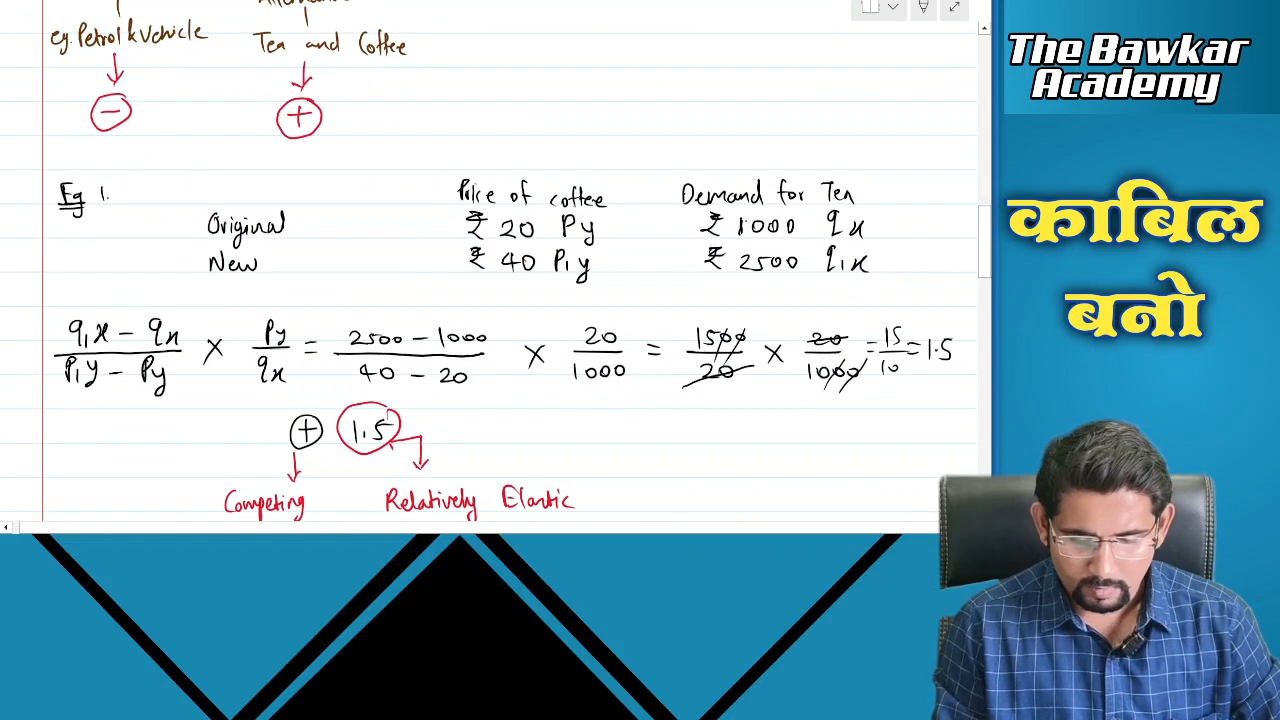 eg. Petrol & Vehicle
Tea and Coffee
−
+
Eg 1.
Price of coffee Demand for Tea
Original ₹ 20 Py ₹ 1000 qx
New ₹ 40 P₁y ₹ 2500 q₁x
q₁x − qx / P₁y − Py × Py / qx = 2500 − 1000 / 40 − 20 × 20 / 1000 = 1500 / 20 × 20 / 1000 = 15 / 10 = 1.5
+ 1.5
Competing Relatively Elastic
The Bawkar
Academy
काबिल
बनो